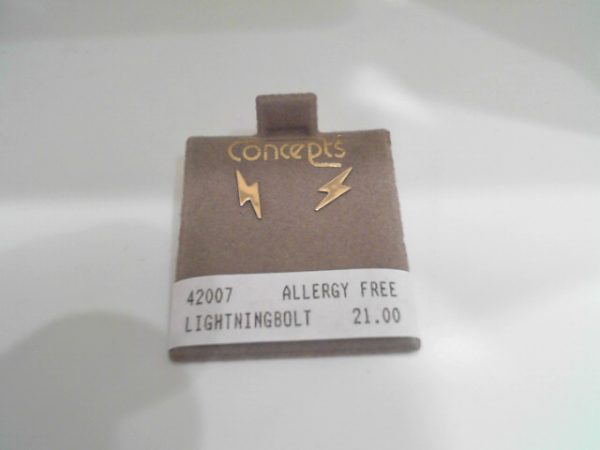 Concepts
42007 ALLERGY FREE
LIGHTNINGBOLT 21.00